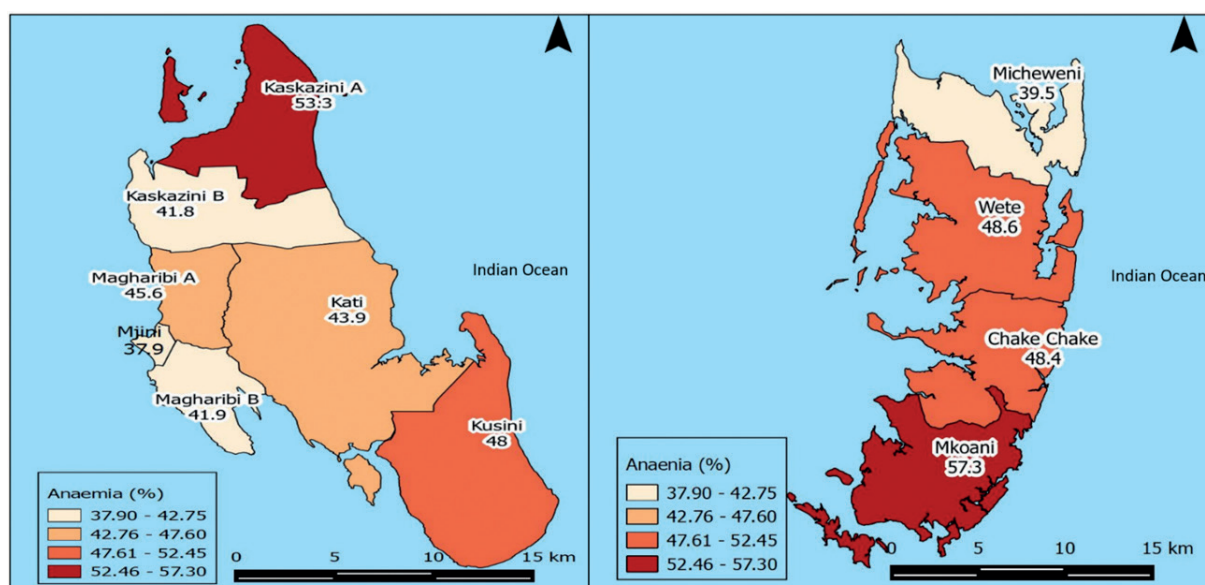 Kaskazini A
53.3
Kaskazini B
41.8
Magharibi A
45.6
Kati
43.9
Mjini
37.9
Magharibi B
41.9
Kusini
48
Indian Ocean
Anaemia (%)
37.90 - 42.75
42.76 - 47.60
47.61 - 52.45
52.46 - 57.30
0 5 10 15 km
Micheweni
39.5
Wete
48.6
Indian Ocean
Chake Chake
48.4
Mkoani
57.3
Anaenia (%)
37.90 - 42.75
42.76 - 47.60
47.61 - 52.45
52.46 - 57.30
0 5 10 15 km